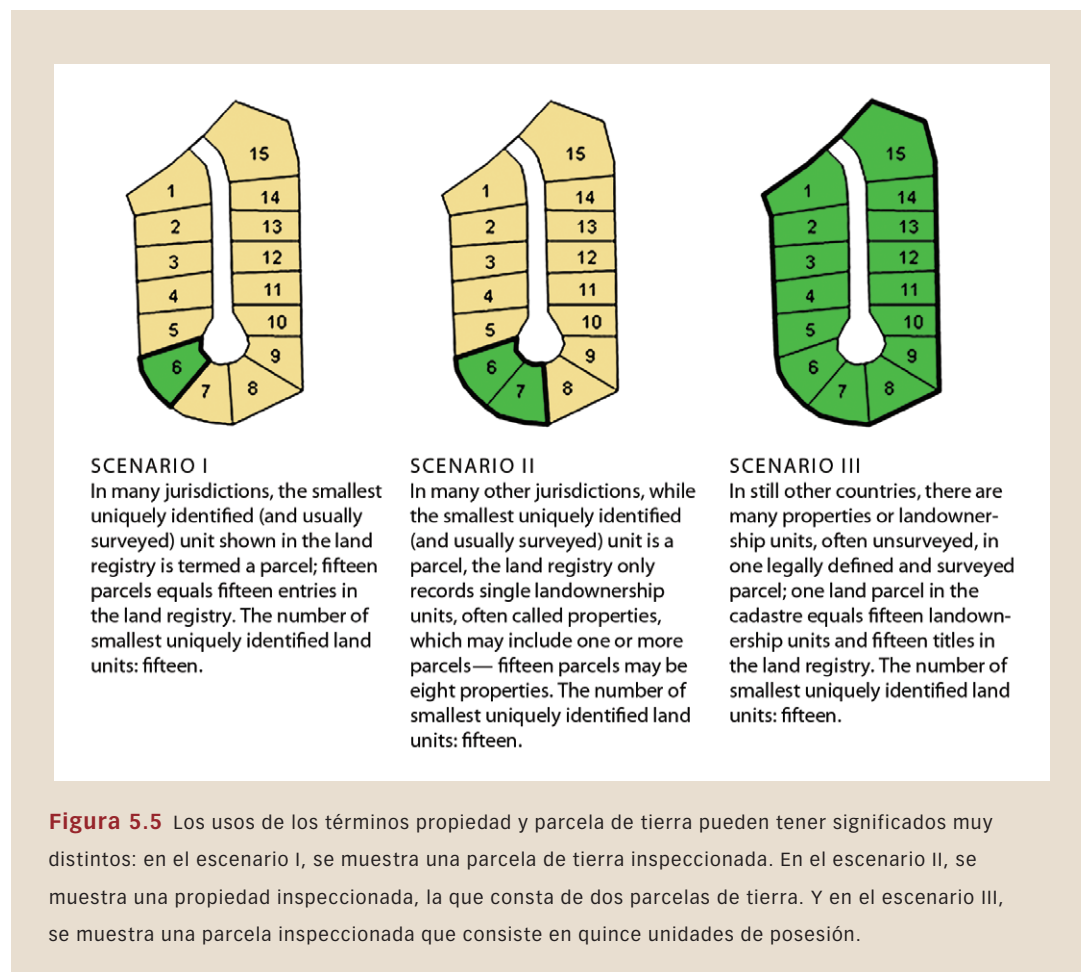 15
1
14
2
13
3
12
4
11
5
10
6
9
7
8
15
1
14
2
13
3
12
4
11
5
10
6
9
7
8
15
1
14
2
13
3
12
4
11
5
10
6
9
7
8
SCENARIO I
In many jurisdictions, the smallest
uniquely identified (and usually
surveyed) unit shown in the land
registry is termed a parcel; fifteen
parcels equals fifteen entries in
the land registry. The number of
smallest uniquely identified land
units: fifteen.
SCENARIO II
In many other jurisdictions, while
the smallest uniquely identified
(and usually surveyed) unit is a
parcel, the land registry only
records single landownership
units, often called properties,
which may include one or more
parcels— fifteen parcels may be
eight properties. The number of
smallest uniquely identified land
units: fifteen.
SCENARIO III
In still other countries, there are
many properties or landowner-
ship units, often unsurveyed, in
one legally defined and surveyed
parcel; one land parcel in the
cadastre equals fifteen landown-
ership units and fifteen titles in
the land registry. The number of
smallest uniquely identified land
units: fifteen.
Figura 5.5 Los usos de los términos propiedad y parcela de tierra pueden tener significados muy
distintos: en el escenario I, se muestra una parcela de tierra inspeccionada. En el escenario II, se
muestra una propiedad inspeccionada, la que consta de dos parcelas de tierra. Y en el escenario III,
se muestra una parcela inspeccionada que consiste en quince unidades de posesión.